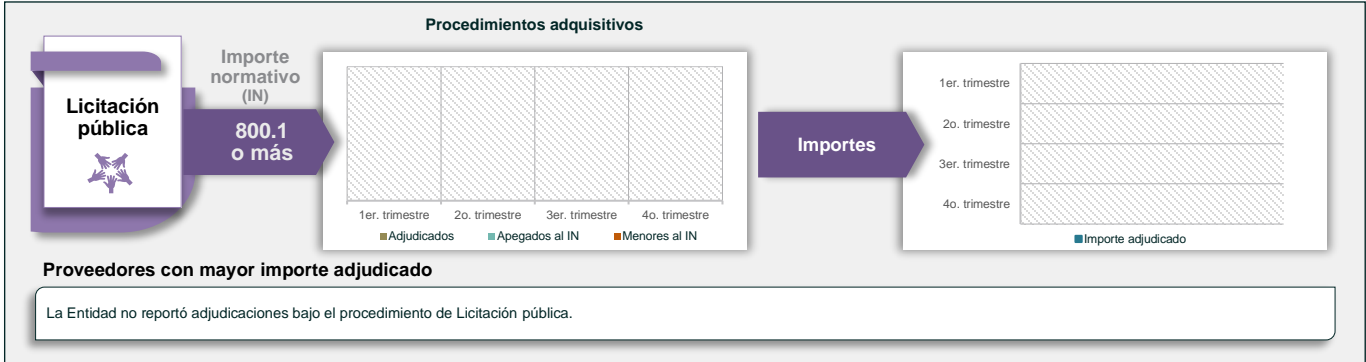 Procedimientos adquisitivos
Licitación
pública
Importe
normativo
(IN)
800.1
o más
1er. trimestre 2o. trimestre 3er. trimestre 4o. trimestre
Adjudicados Apegados al IN Menores al IN
Importes
1er. trimestre
2o. trimestre
3er. trimestre
4o. trimestre
Importe adjudicado
Proveedores con mayor importe adjudicado
La Entidad no reportó adjudicaciones bajo el procedimiento de Licitación pública.